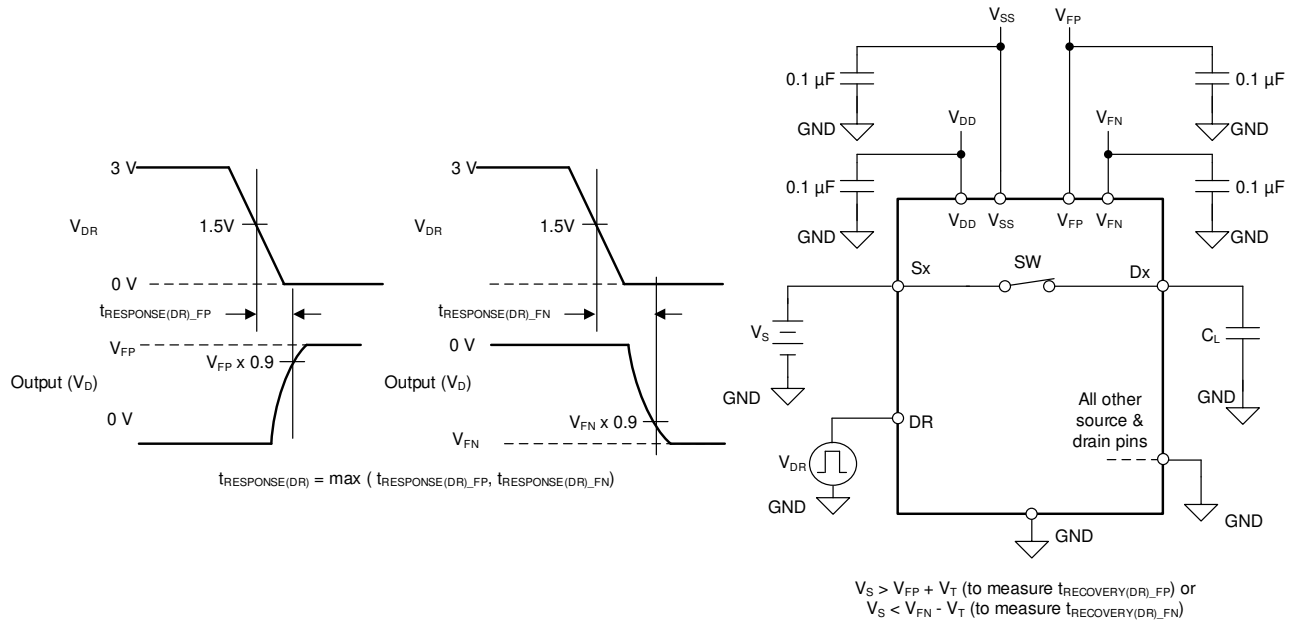 3 V
V_DR
1.5V
0 V
t_RESPONSE(DR)_FP
V_FP
V_FP x 0.9
Output (V_D)
0 V
3 V
V_DR
1.5V
0 V
t_RESPONSE(DR)_FN
0 V
Output (V_D)
V_FN x 0.9
V_FN
t_RESPONSE(DR) = max ( t_RESPONSE(DR)_FP, t_RESPONSE(DR)_FN)
V_SS
V_FP
0.1 µF
0.1 µF
GND
GND
V_DD
V_FN
0.1 µF
0.1 µF
GND
GND
V_DD
V_SS
V_FP
V_FN
Sx
SW
Dx
V_S
C_L
GND
GND
DR
All other
source &
drain pins
V_DR
GND
GND
GND
V_S > V_FP + V_T (to measure t_RECOVERY(DR)_FP) or
V_S < V_FN - V_T (to measure t_RECOVERY(DR)_FN)